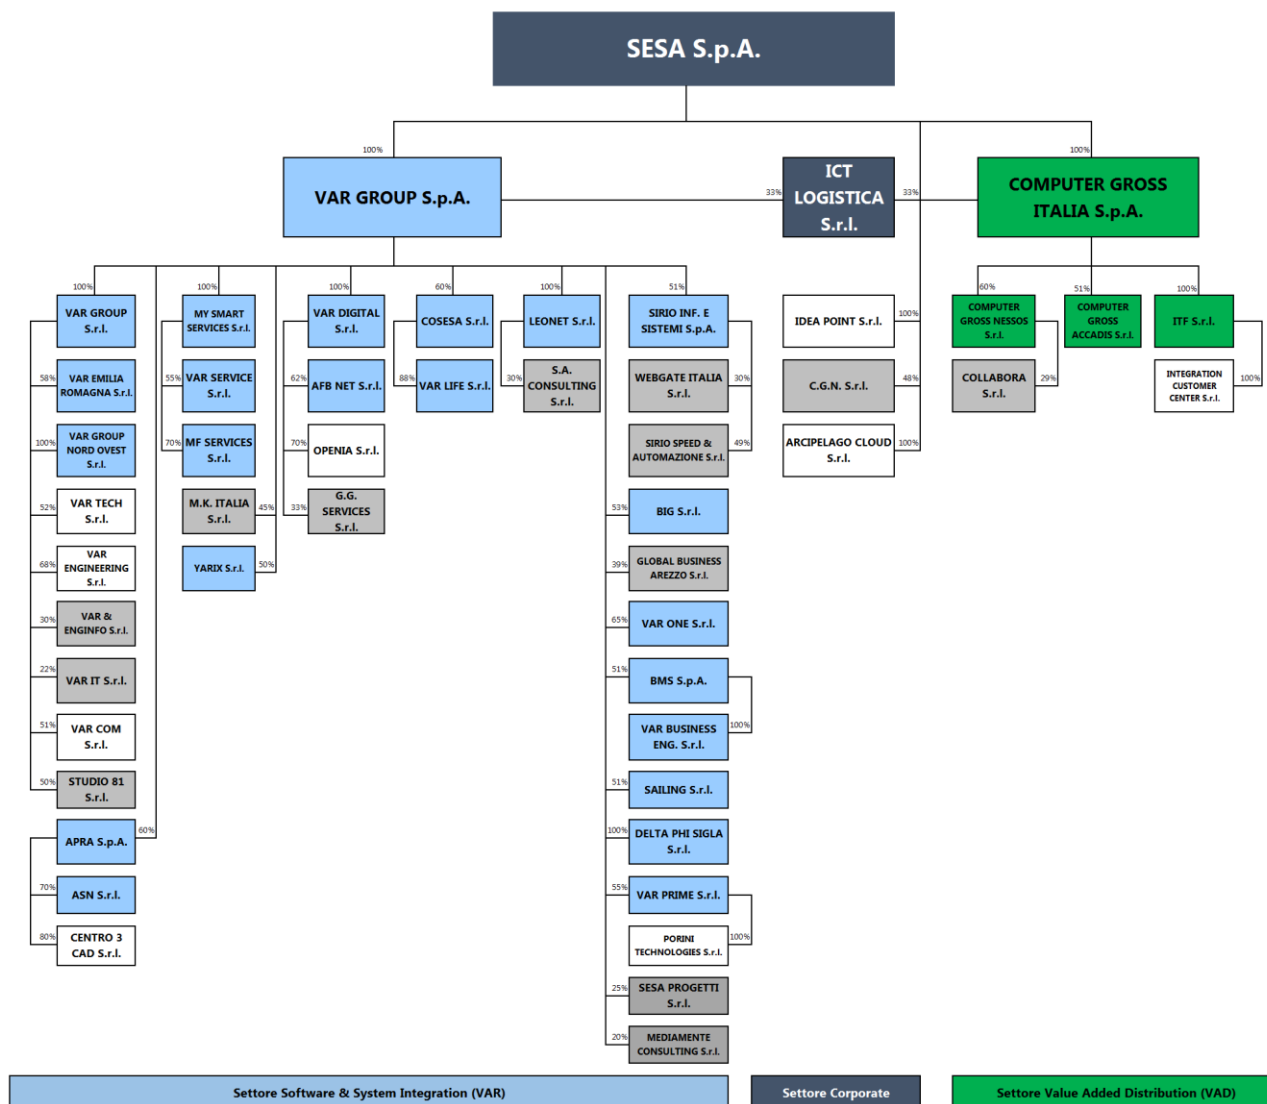 SESA S.p.A.
100%
100%
VAR GROUP S.p.A.
33%
ICT
LOGISTICA
S.r.l.
33%
COMPUTER GROSS
ITALIA S.p.A.
100%
100%
100%
60%
100%
51%
60%
51%
100%
VAR GROUP
S.r.l.
MY SMART
SERVICES S.r.l.
VAR DIGITAL
S.r.l.
COSESA S.r.l.
LEONET S.r.l.
SIRIO INF. E
SISTEMI S.p.A.
IDEA POINT S.r.l.
100%
COMPUTER
GROSS NESSOS
S.r.l.
COMPUTER
GROSS
ACCADIS S.r.l.
ITF S.r.l.
58%
VAR EMILIA
ROMAGNA S.r.l.
55%
VAR SERVICE
S.r.l.
62%
AFB NET S.r.l.
88%
VAR LIFE S.r.l.
30%
S.A.
CONSULTING
S.r.l.
WEBGATE ITALIA
S.r.l.
30%
C.G.N. S.r.l.
48%
COLLABORA
S.r.l.
29%
INTEGRATION
CUSTOMER
CENTER S.r.l.
100%
100%
VAR GROUP
NORD OVEST
S.r.l.
70%
MF SERVICES
S.r.l.
70%
OPENIA S.r.l.
SIRIO SPEED &
AUTOMAZIONE S.r.l.
49%
ARCIPELAGO CLOUD
S.r.l.
100%
52%
VAR TECH
S.r.l.
M.K. ITALIA
S.r.l.
45%
33%
G.G.
SERVICES
S.r.l.
53%
BIG S.r.l.
68%
VAR
ENGINEERING
S.r.l.
YARIX S.r.l.
50%
39%
GLOBAL BUSINESS
AREZZO S.r.l.
30%
VAR &
ENGINFO S.r.l.
65%
VAR ONE S.r.l.
22%
VAR IT S.r.l.
51%
BMS S.p.A.
51%
VAR COM
S.r.l.
VAR BUSINESS
ENG. S.r.l.
100%
50%
STUDIO 81
S.r.l.
51%
SAILING S.r.l.
APRA S.p.A.
60%
100%
DELTA PHI SIGLA
S.r.l.
70%
ASN S.r.l.
55%
VAR PRIME S.r.l.
80%
CENTRO 3
CAD S.r.l.
PORINI
TECHNOLOGIES S.r.l.
100%
25%
SESA PROGETTI
S.r.l.
20%
MEDIAMENTE
CONSULTING S.r.l.
Settore Software & System Integration (VAR)
Settore Corporate
Settore Value Added Distribution (VAD)